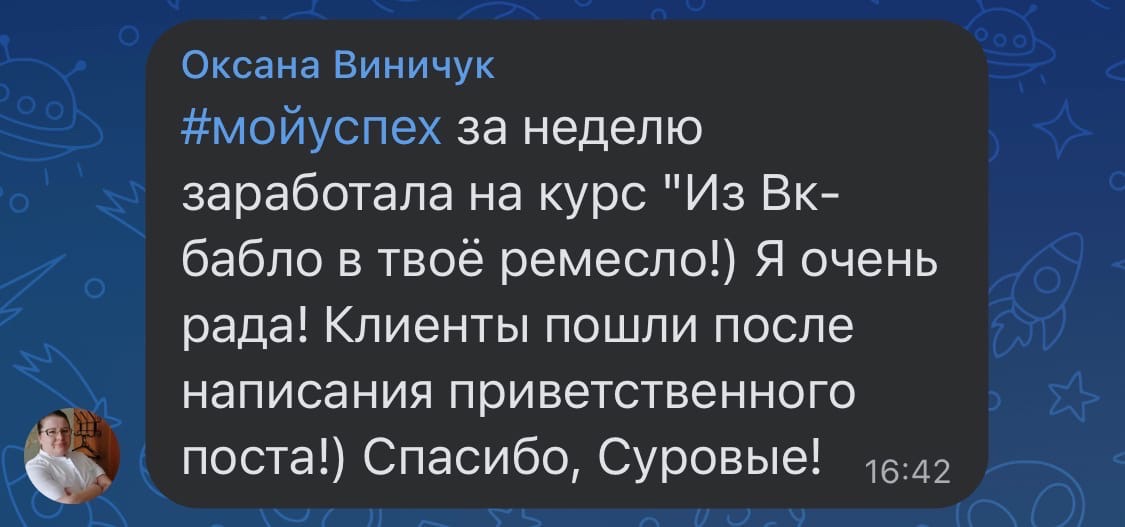 Оксана Виничук
#мойуспех за неделю
заработала на курс "Из Вк-
бабло в твоё ремесло!) Я очень
рада! Клиенты пошли после
написания приветственного
поста!) Спасибо, Суровые!
16:42